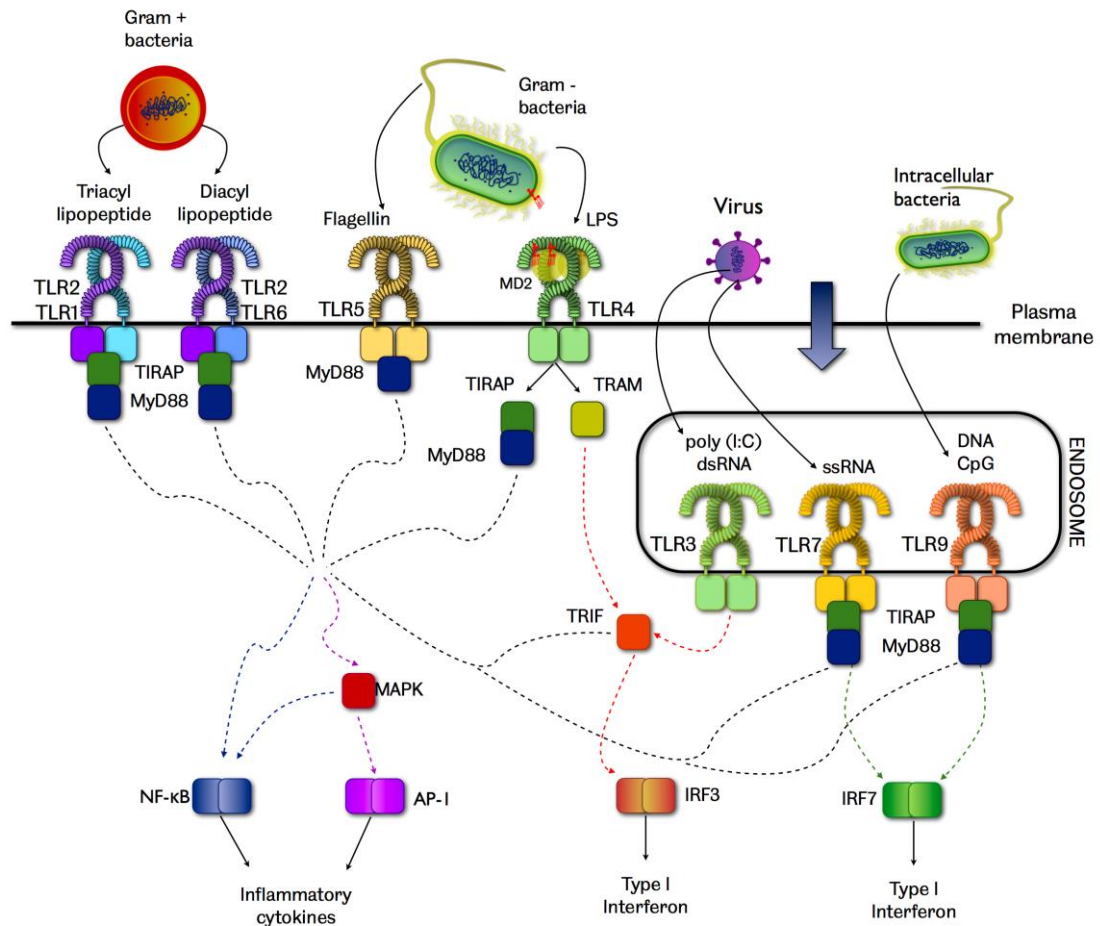 Gram +
bacteria
Gram -
bacteria
Triacyl
lipopeptide
Diacyl
lipopeptide
Flagellin
LPS
Virus
Intracellular
bacteria
MD2
TLR2
TLR1
TLR2
TLR6
TLR5
TLR4
Plasma
membrane
TIRAP
MyD88
MyD88
TIRAP
TRAM
MyD88
poly (I:C)
dsRNA
ssRNA
DNA
CpG
ENDOSOME
TLR3
TLR7
TLR9
TRIF
TIRAP
MyD88
MAPK
NF-κB
AP-1
IRF3
IRF7
Inflammatory
cytokines
Type I
Interferon
Type I
Interferon